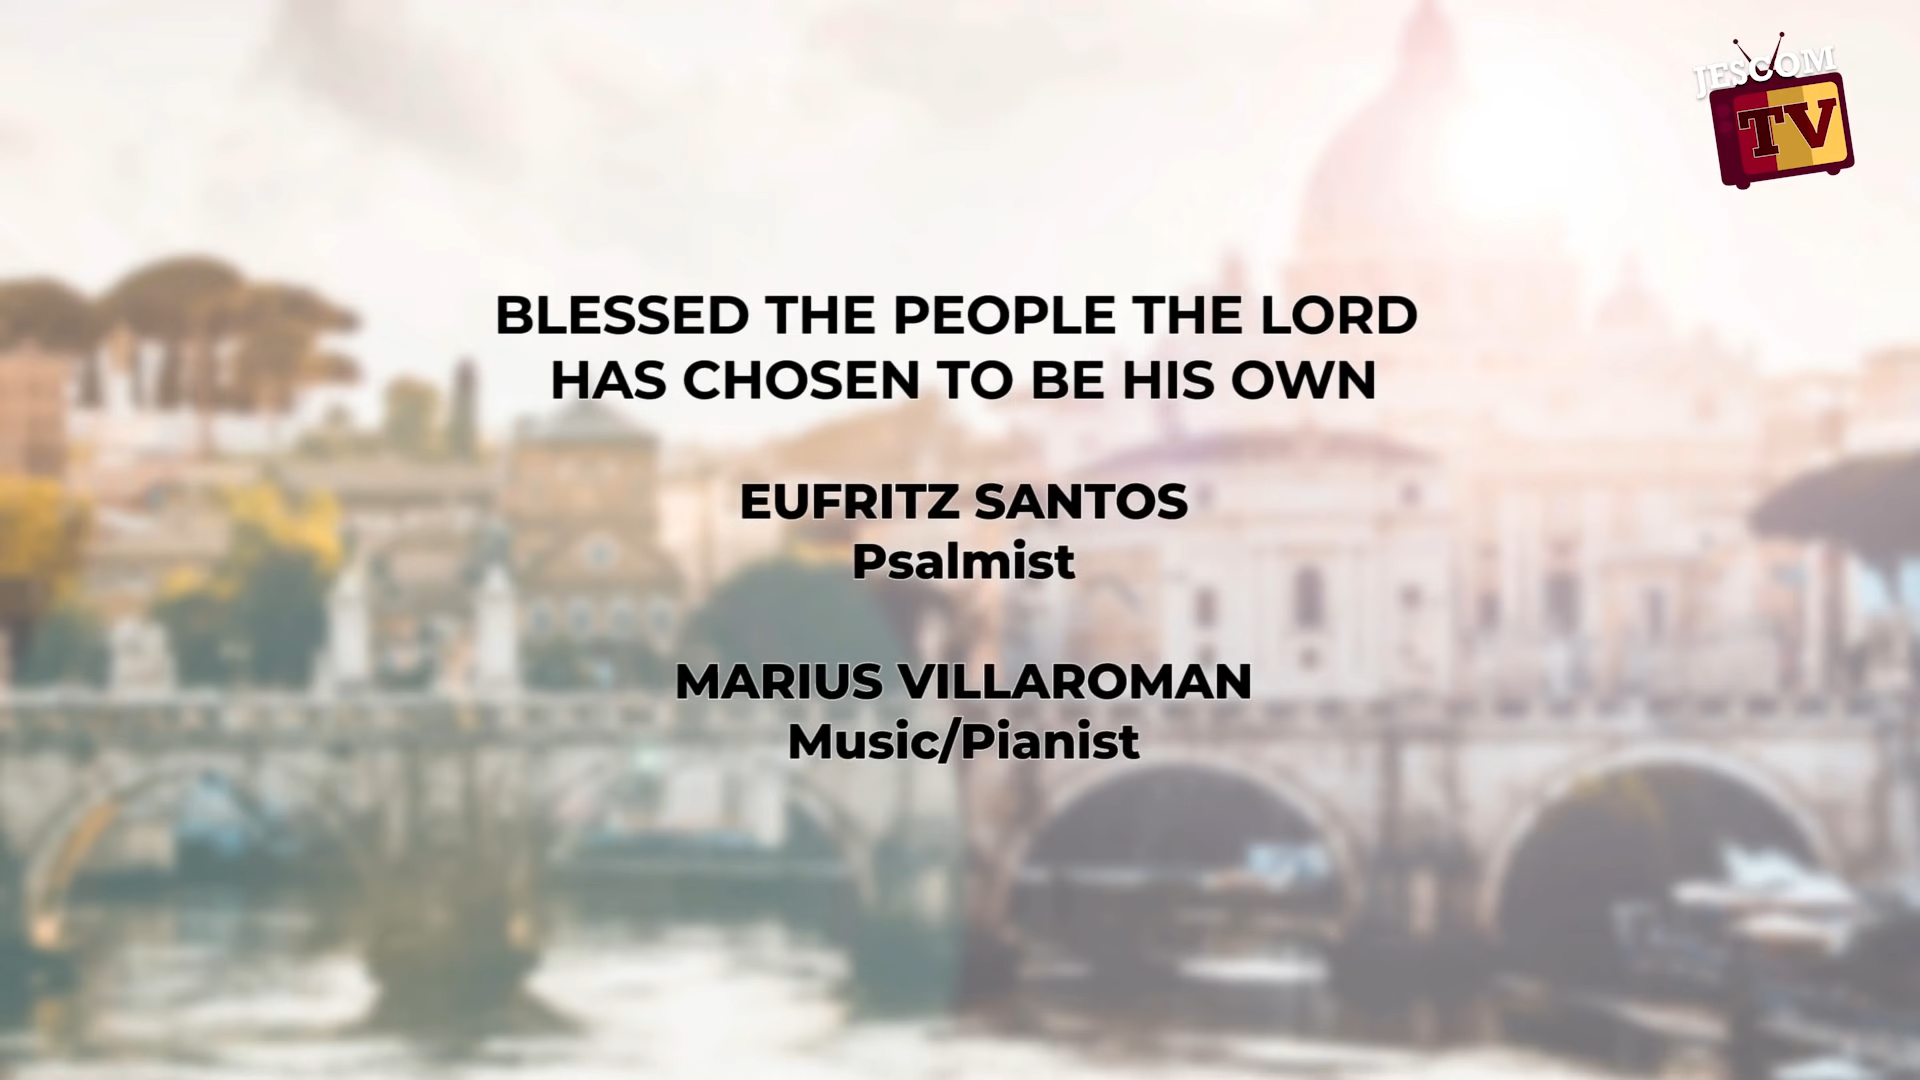 JESCOM
TV
BLESSED THE PEOPLE THE LORD
HAS CHOSEN TO BE HIS OWN
EUFRITZ SANTOS
Psalmist
MARIUS VILLAROMAN
Music/Pianist